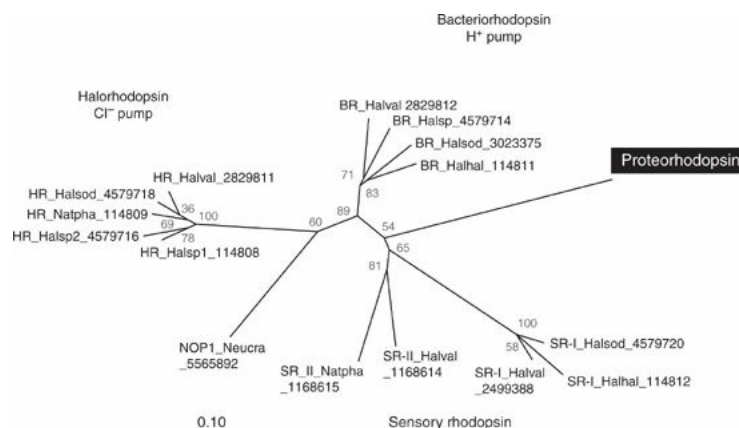 Bacteriorhodopsin
H⁺ pump
Halorhodopsin
Cl⁻ pump
BR_Halval 2829812
BR_Halsp_4579714
BR_Halsod_3023375
BR_Halhal_114811
Proteorhodopsin
HR_Halval_2829811
HR_Halsod_4579718
HR_Natpha_114809
HR_Halsp2_4579716
HR_Halsp1_114808
36
100
69
78
71
83
89
60
54
65
81
100
58
NOP1_Neucra
_5565892
SR_II_Natpha
_1168615
SR-II_Halval
_1168614
SR-I_Halval
_2499388
SR-I_Halsod_4579720
SR-I_Halhal_114812
0.10
Sensory rhodopsin